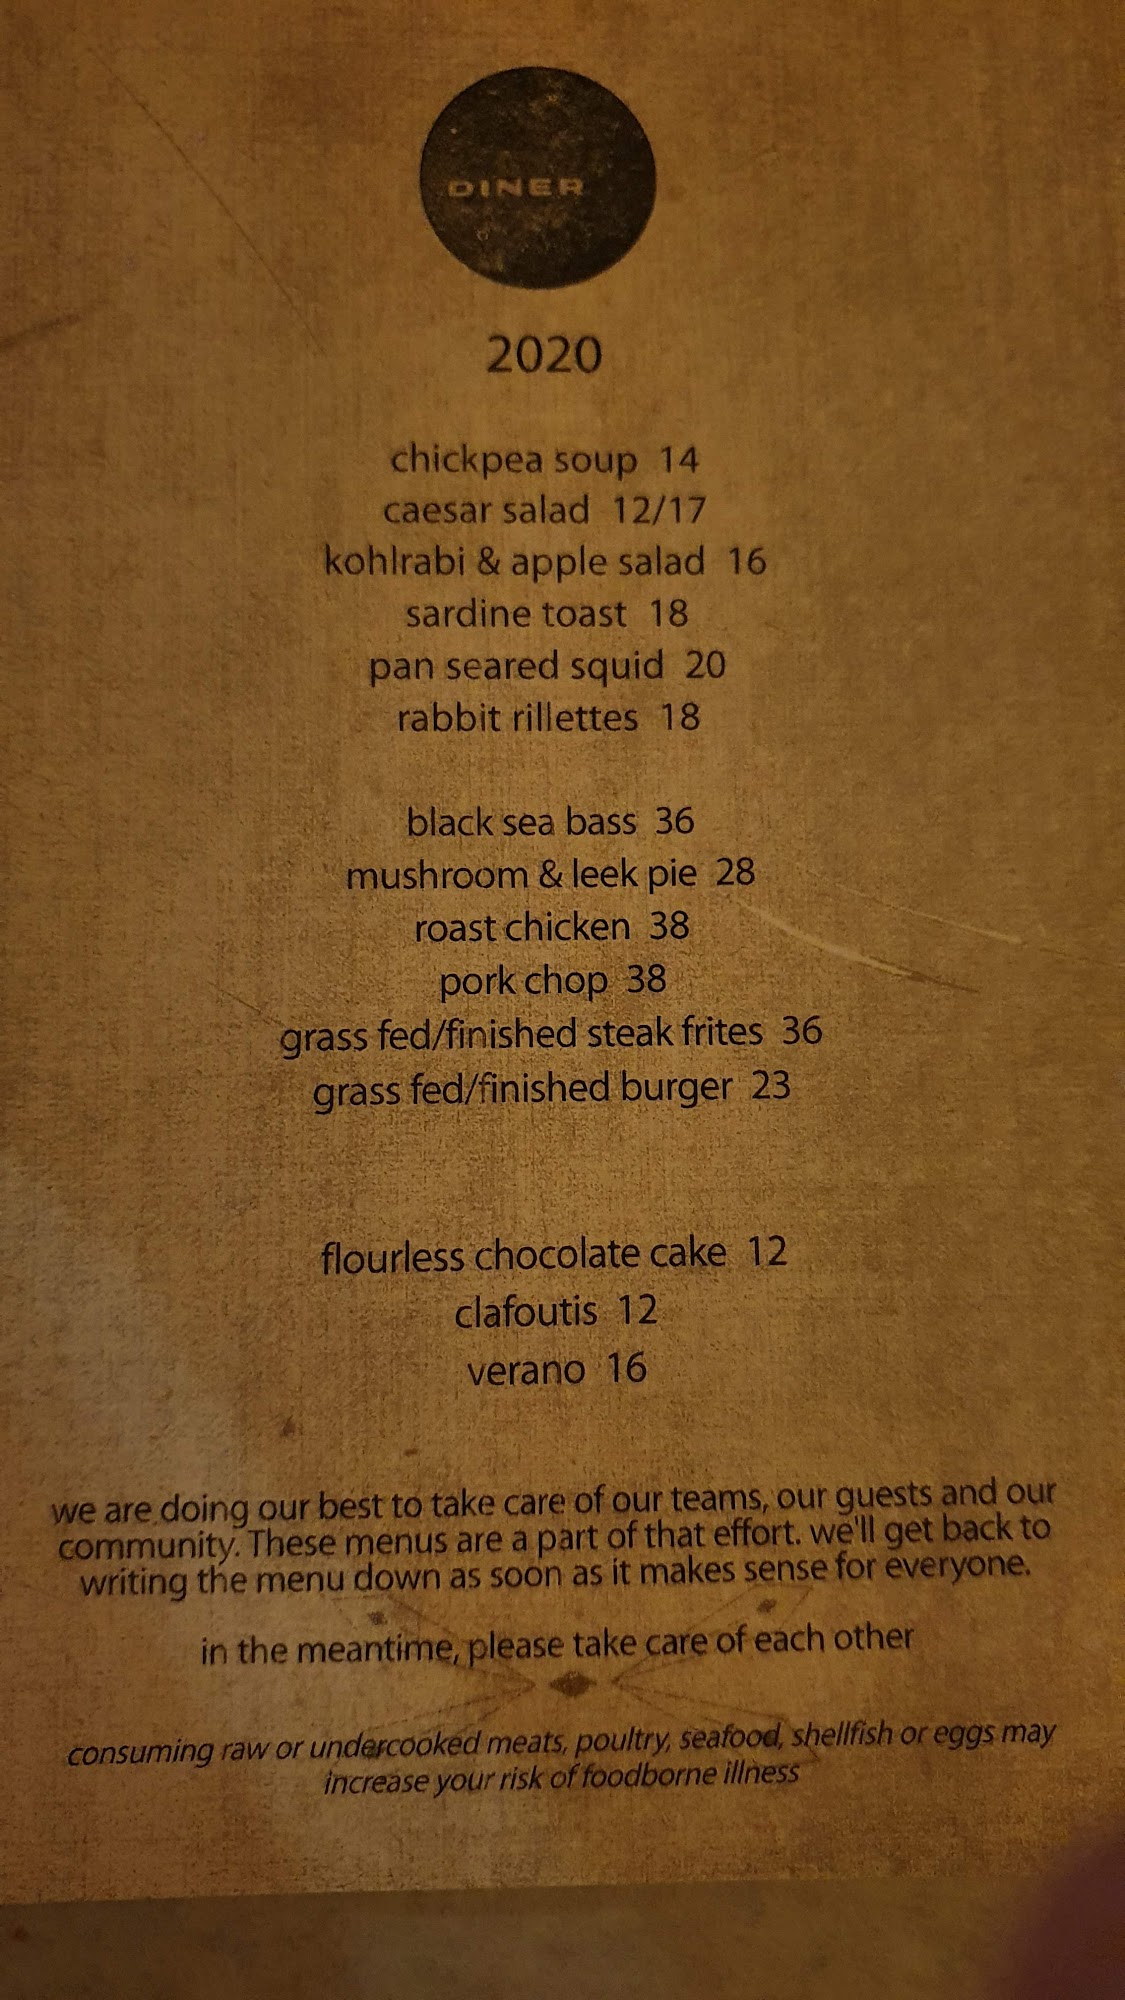 DINER
2020
chickpea soup 14
caesar salad 12/17
kohlrabi & apple salad 16
sardine toast 18
pan seared squid 20
rabbit rillettes 18
black sea bass 36
mushroom & leek pie 28
roast chicken 38
pork chop 38
grass fed/finished steak frites 36
grass fed/finished burger 23
flourless chocolate cake 12
clafoutis 12
verano 16
we are doing our best to take care of our teams, our guests and our
community. These menus are a part of that effort. we'll get back to
writing the menu down as soon as it makes sense for everyone.
in the meantime, please take care of each other
consuming raw or undercooked meats, poultry, seafood, shellfish or eggs may
increase your risk of foodborne illness